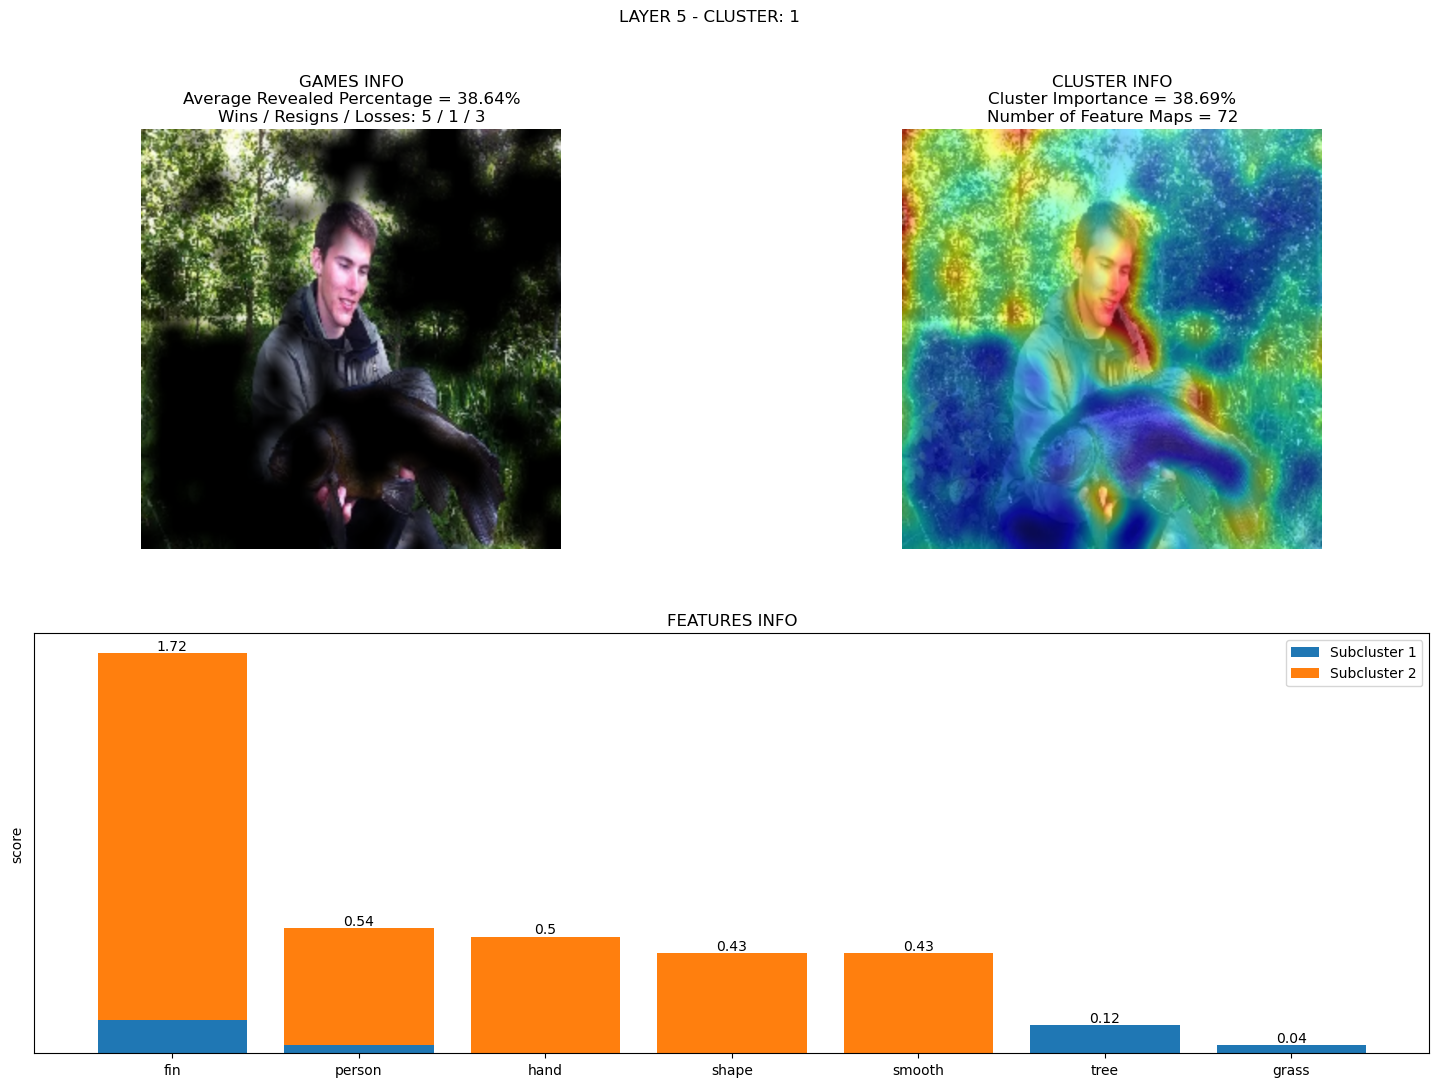 LAYER 5 - CLUSTER: 1
GAMES INFO
Average Revealed Percentage = 38.64%
Wins / Resigns / Losses: 5 / 1 / 3
CLUSTER INFO
Cluster Importance = 38.69%
Number of Feature Maps = 72
FEATURES INFO
score
1.72
0.54
0.5
0.43
0.43
0.12
0.04
Subcluster 1
Subcluster 2
fin
person
hand
shape
smooth
tree
grass